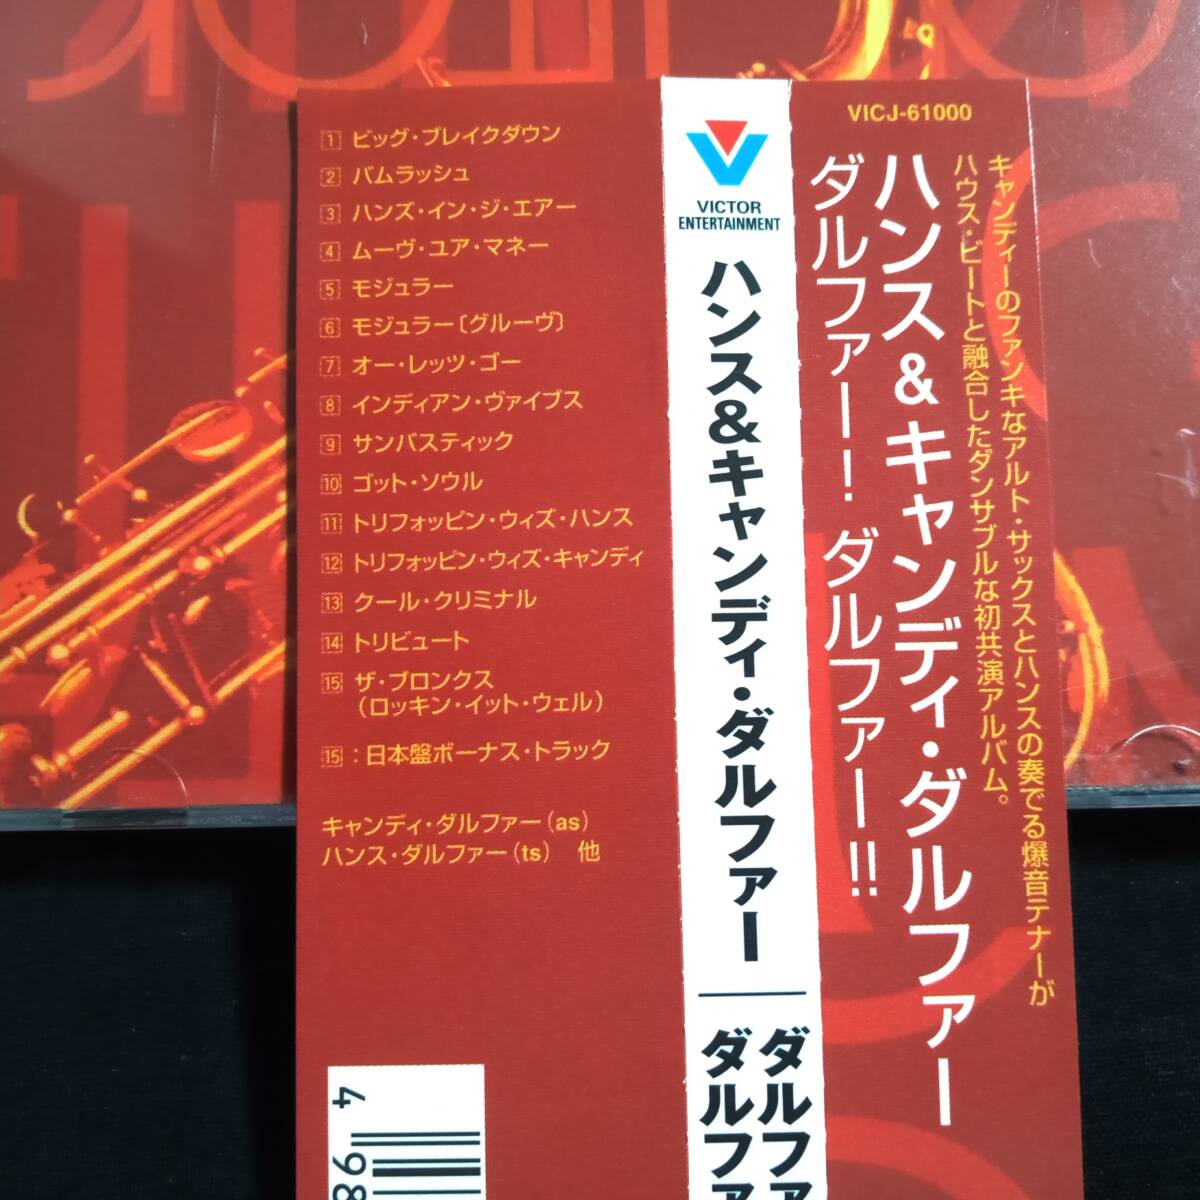 1 ビッグ・ブレイクダウン
2 バムラッシュ
3 ハンズ・イン・ジ・エアー
4 ムーヴ・ユア・マネー
5 モジュラー
6 モジュラー〔グルーヴ〕
7 オー・レッツ・ゴー
8 インディアン・ヴァイブス
9 サンバスティック
10 ゴット・ソウル
11 トリフォッピン・ウィズ・ハンス
12 トリフォッピン・ウィズ・キャンディ
13 クール・クリミナル
14 トリビュート
15 ザ・ブロンクス
(ロッキン・イット・ウェル)
15 : 日本盤ボーナス・トラック
キャンディ・ダルファー(as)
ハンス・ダルファー(ts) 他
4 98
VICTOR
ENTERTAINMENT
ハンス&キャンディ・ダルファー
ダルファ
ダルファ
VICJ-61000
キャンディーのファンキなアルト・サックスとハンスの奏でる爆音テナーが
ハウス・ビートと融合したダンサブルな初共演アルバム。
ハンス&キャンディ・ダルファー
ダルファー! ダルファー!!